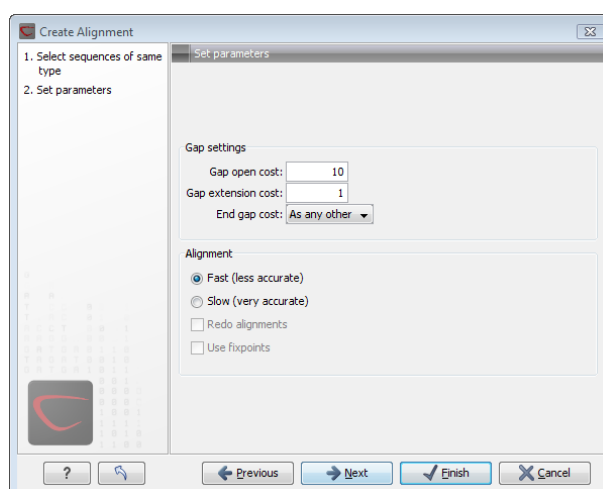 Create Alignment
1. Select sequences of same
type
2. Set parameters
Set parameters
Gap settings
Gap open cost: 10
Gap extension cost: 1
End gap cost: As any other
Alignment
Fast (less accurate)
Slow (very accurate)
Redo alignments
Use fixpoints
? Previous Next Finish Cancel